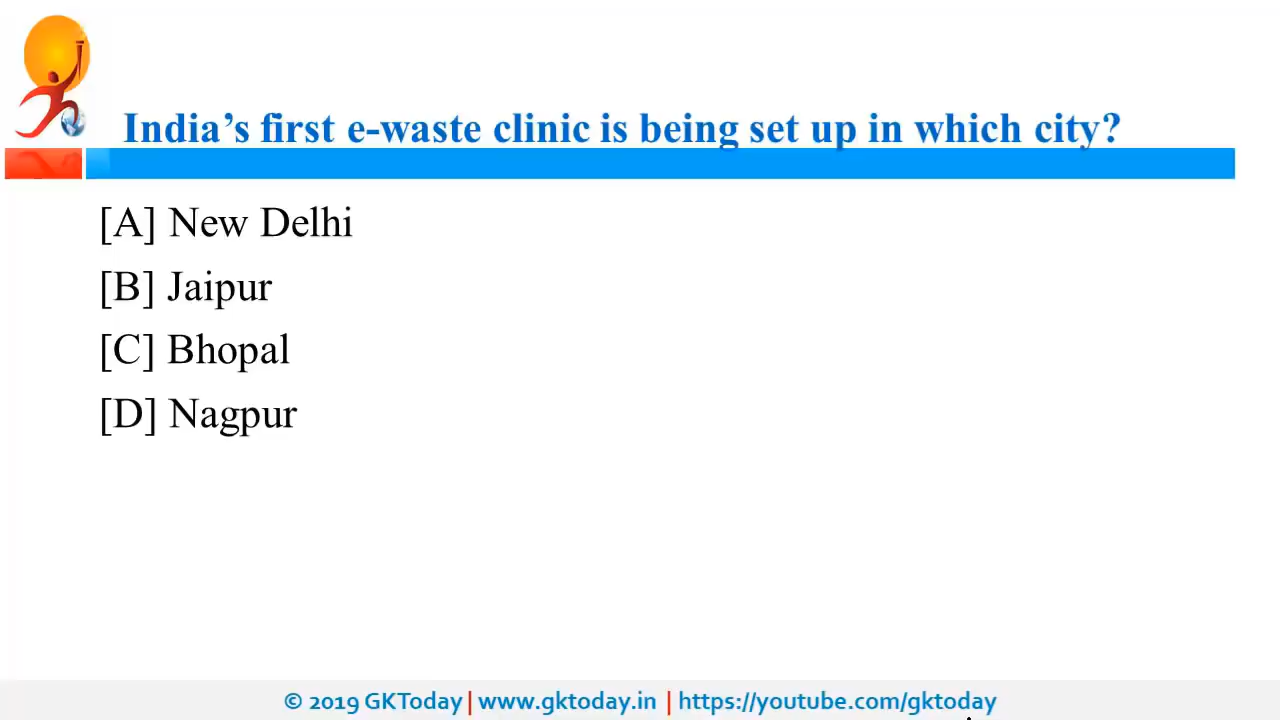 India’s first e-waste clinic is being set up in which city?
[A] New Delhi
[B] Jaipur
[C] Bhopal
[D] Nagpur
© 2019 GKToday | www.gktoday.in | https://youtube.com/gktoday